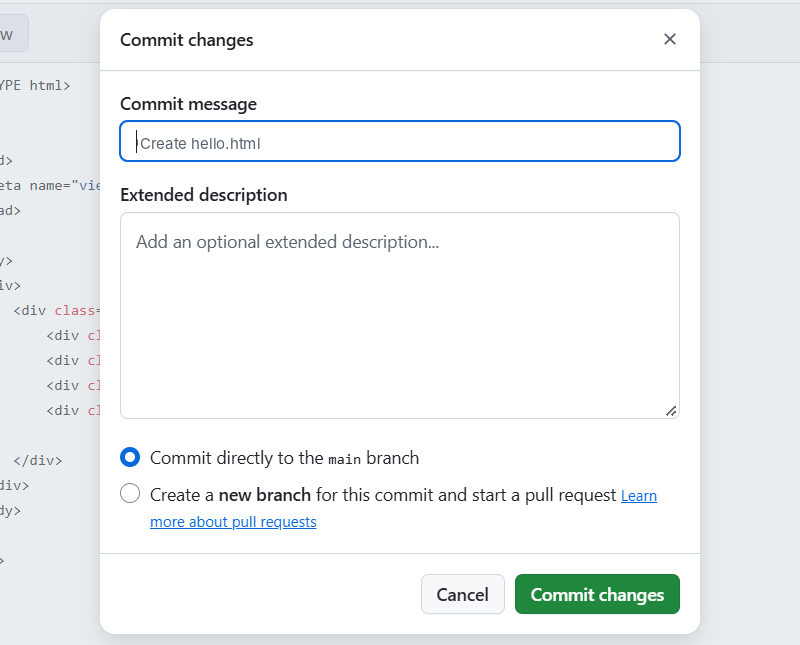 w
Commit changes
YPE html>
Commit message
Create hello.html
d>
eta name="vie
Extended description
ad>
Add an optional extended description...
y>
iv>
<div class=
<div cl
<div cl
<div cl
<div cl
Commit directly to the main branch
</div>
div>
Create a new branch for this commit and start a pull request Learn
more about pull requests
dy>
>
Cancel
Commit changes